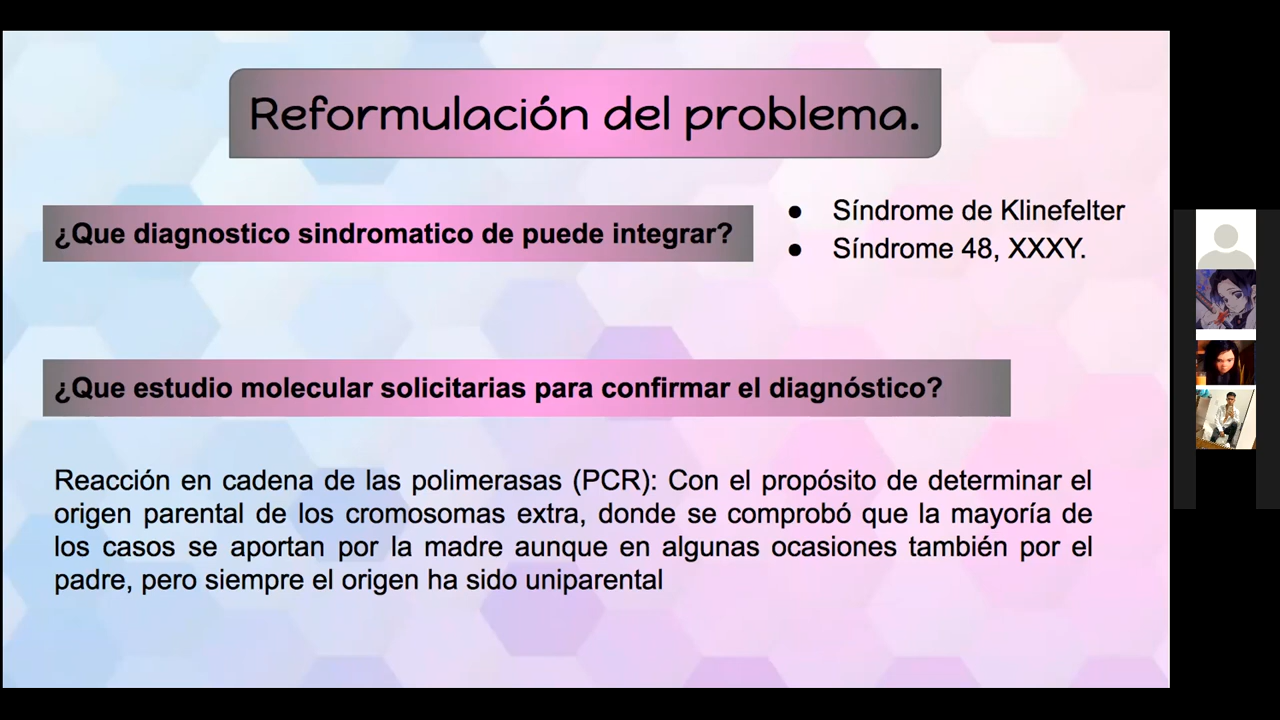 Reformulación del problema.
¿Que diagnostico sindromatico de puede integrar?
● Síndrome de Klinefelter
● Síndrome 48, XXXY.
¿Que estudio molecular solicitarias para confirmar el diagnóstico?
Reacción en cadena de las polimerasas (PCR): Con el propósito de determinar el
origen parental de los cromosomas extra, donde se comprobó que la mayoría de
los casos se aportan por la madre aunque en algunas ocasiones también por el
padre, pero siempre el origen ha sido uniparental